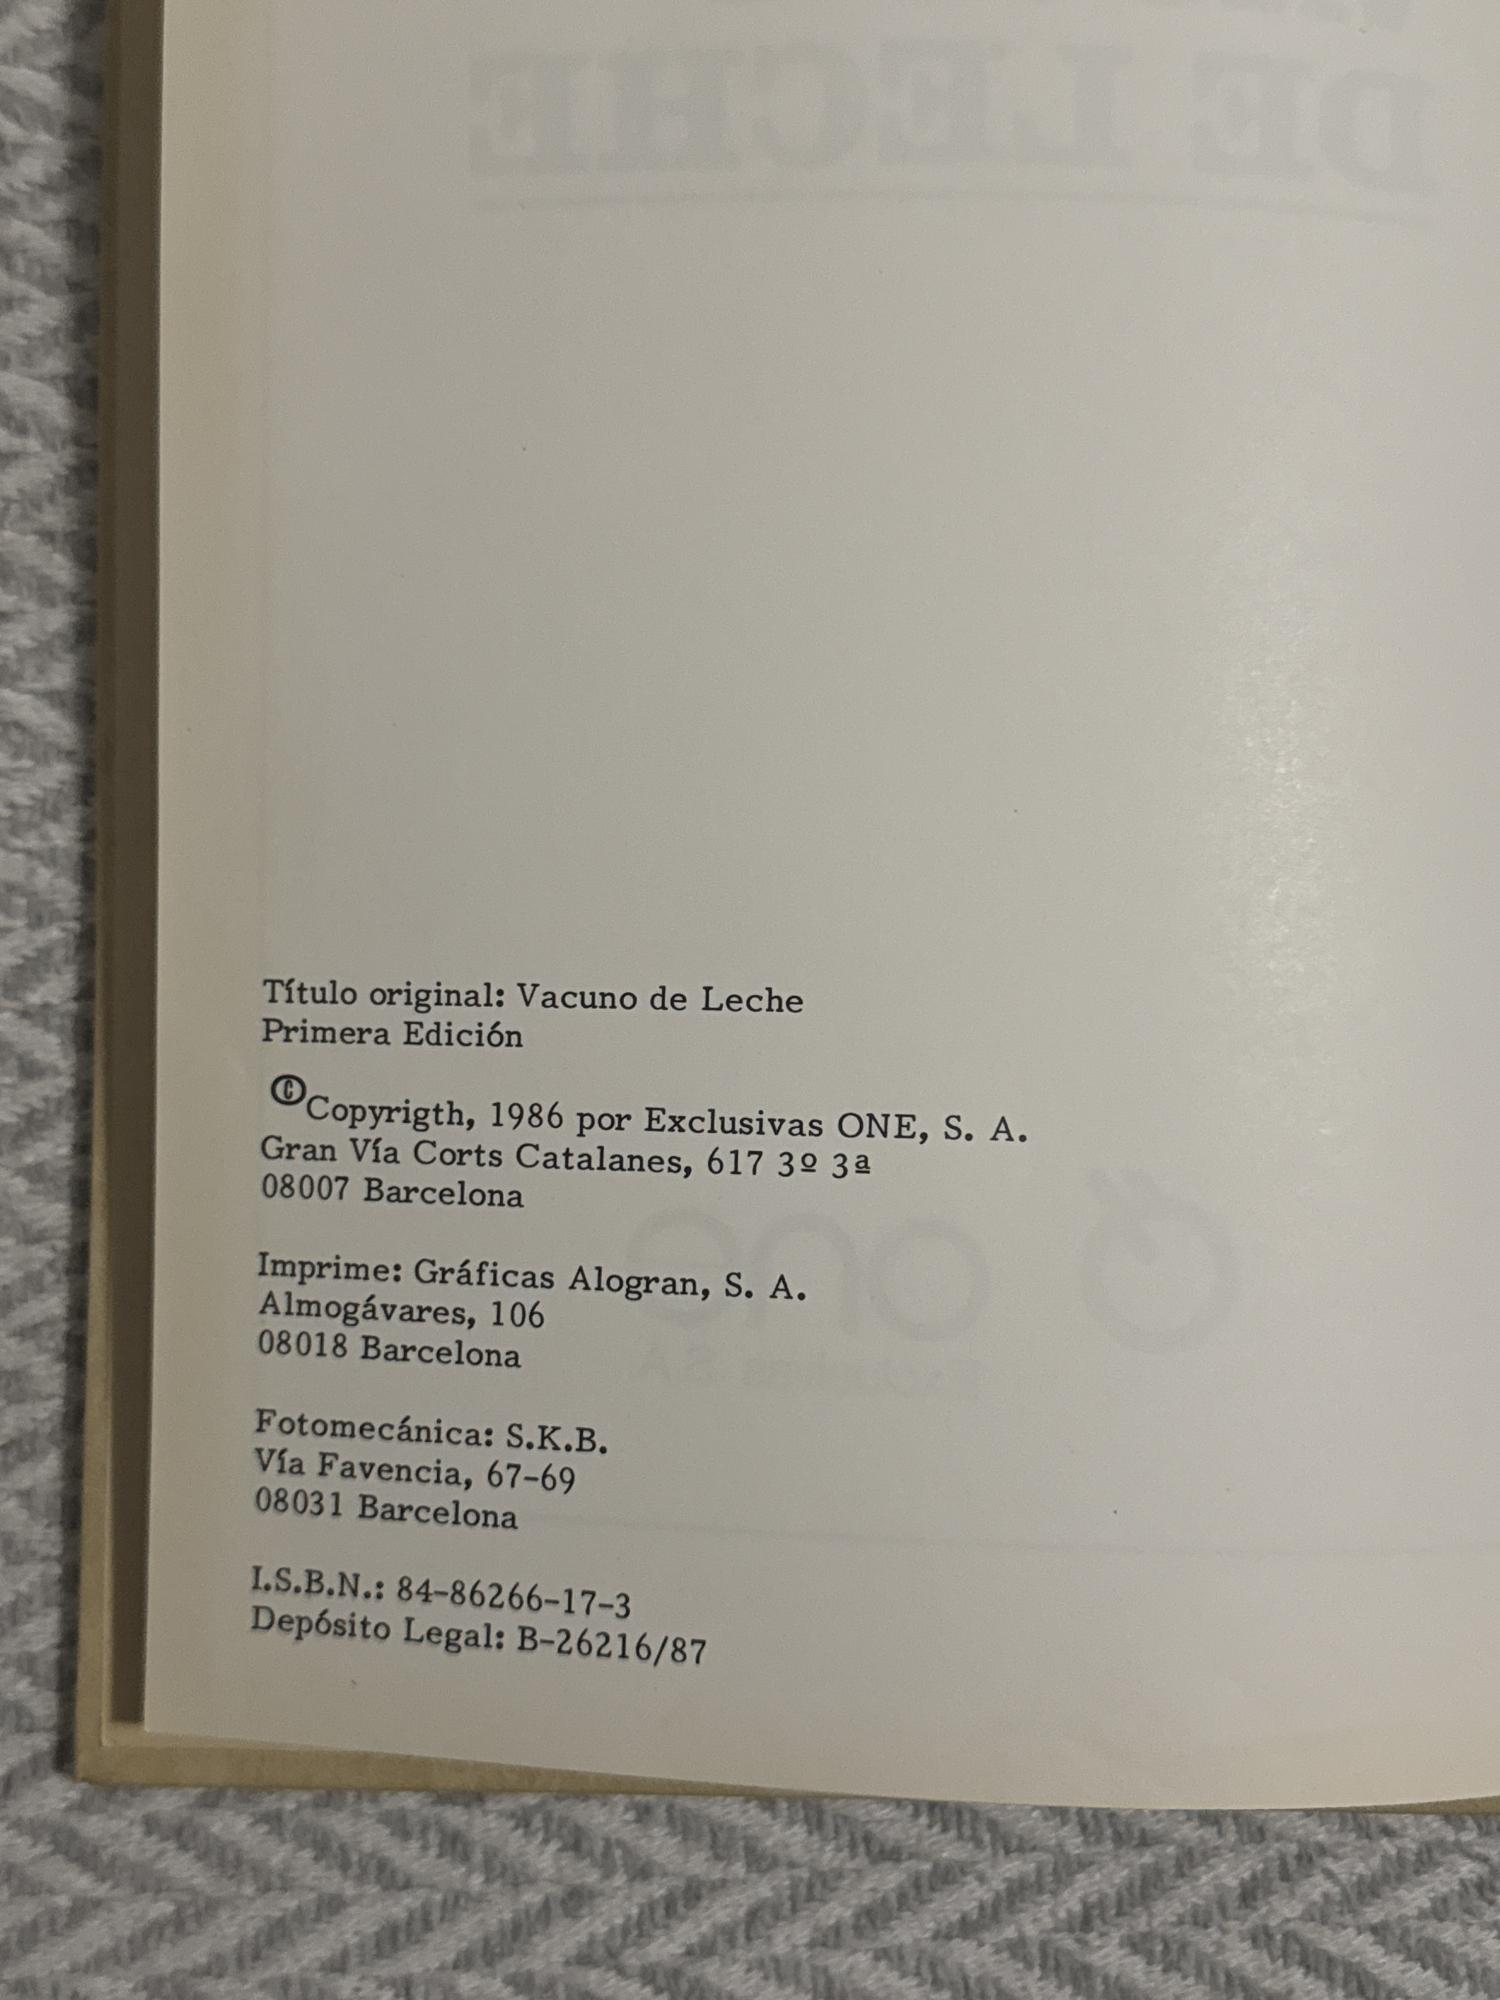 DE LECHE
Título original: Vacuno de Leche
Primera Edición
©Copyrigth, 1986 por Exclusivas ONE, S. A.
Gran Vía Corts Catalanes, 617 3º 3ª
08007 Barcelona
Imprime: Gráficas Alogran, S. A.
Almogávares, 106
08018 Barcelona
Fotomecánica: S.K.B.
Vía Favencia, 67-69
08031 Barcelona
I.S.B.N.: 84-86266-17-3
Depósito Legal: B-26216/87